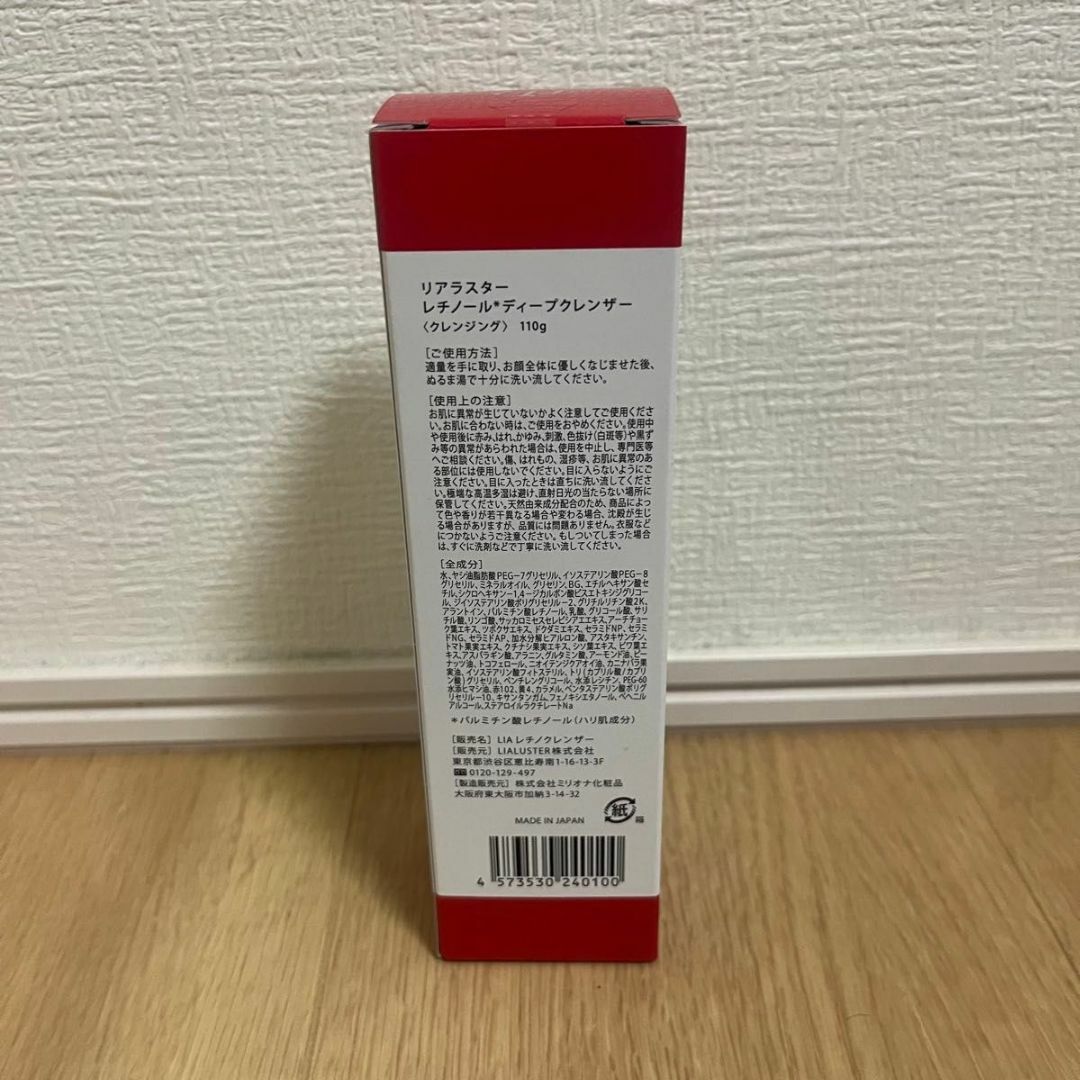 リアラスター
レチノール*ディープクレンザー
〈クレンジング〉 110g
[ご使用方法]
適量を手に取り、お顔全体に優しくなじませた後、
ぬるま湯で十分に洗い流してください。
[使用上の注意]
お肌に異常が生じていないかよく注意してご使用くださ
い。お肌に合わない時は、ご使用をおやめください。使用中
や使用後に赤み、はれ、かゆみ、刺激、色抜け(白斑等)や黒ず
み等の異常があらわれた場合は、使用を中止し、専門医等
へご相談ください。傷、はれもの、湿疹等、お肌に異常のあ
る部位には使用しないでください。目に入らないようにご
注意ください。目に入ったときは直ちに洗い流してくださ
い。極端な高温多湿は避け、直射日光の当たらない場所に
保管してください。天然由来成分配合のため、商品によっ
て色や香りが若干異なる場合や変わる場合、沈殿が生じ
る場合がありますが、品質には問題ありません。衣服など
につかないようご注意ください。もしついてしまった場合
は、すぐに洗剤などで丁寧に洗い流してください。
[全成分]
水、ヤシ油脂肪酸PEG-7グリセリル、イソステアリン酸PEG-8
グリセリル、ミネラルオイル、グリセリン、BG、エチルヘキサン酸セ
チル、シクロヘキサン-1,4-ジカルボン酸ビスエトキシジグリコー
ル、ジイソステアリン酸ポリグリセリル-2、グリチルリチン酸2K、
アラントイン、パルミチン酸レチノール、乳酸、グリコール酸、サリ
チル酸、リンゴ酸、サッカロミセスセレビシアエエキス、アーチチョー
ク葉エキス、ツボクサエキス、ドクダミエキス、セラミドNP、セラミ
ドNG、セラミドAP、加水分解ヒアルロン酸、アスタキサンチン、
トマト果実エキス、クチナシ果実エキス、シソ葉エキス、ビワ葉エ
キス、アスパラギン酸、アラニン、グルタミン酸、アーモンド油、ピー
ナッツ油、トコフェロール、ニオイテンジクアオイ油、カニナバラ果
実油、イソステアリン酸フィトステリル、トリ(カプリル酸/カプリ
ン酸)グリセリル、ペンチレングリコール、水添レシチン、PEG-60
水添ヒマシ油、赤102、黄4、カラメル、ペンタステアリン酸ポリグ
リセリル-10、キサンタンガム、フェノキシエタノール、ベヘニル
アルコール、ステアロイルラクチレートNa
*パルミチン酸レチノール(ハリ肌成分)
[販売名] LIA レチノクレンザー
[販売元] LIALUSTER株式会社
東京都渋谷区恵比寿南1-16-13-3F
0120-129-497
[製造販売元] 株式会社ミリオナ化粧品
大阪府東大阪市加納3-14-32
紙
箱
MADE IN JAPAN
4 573530 240100